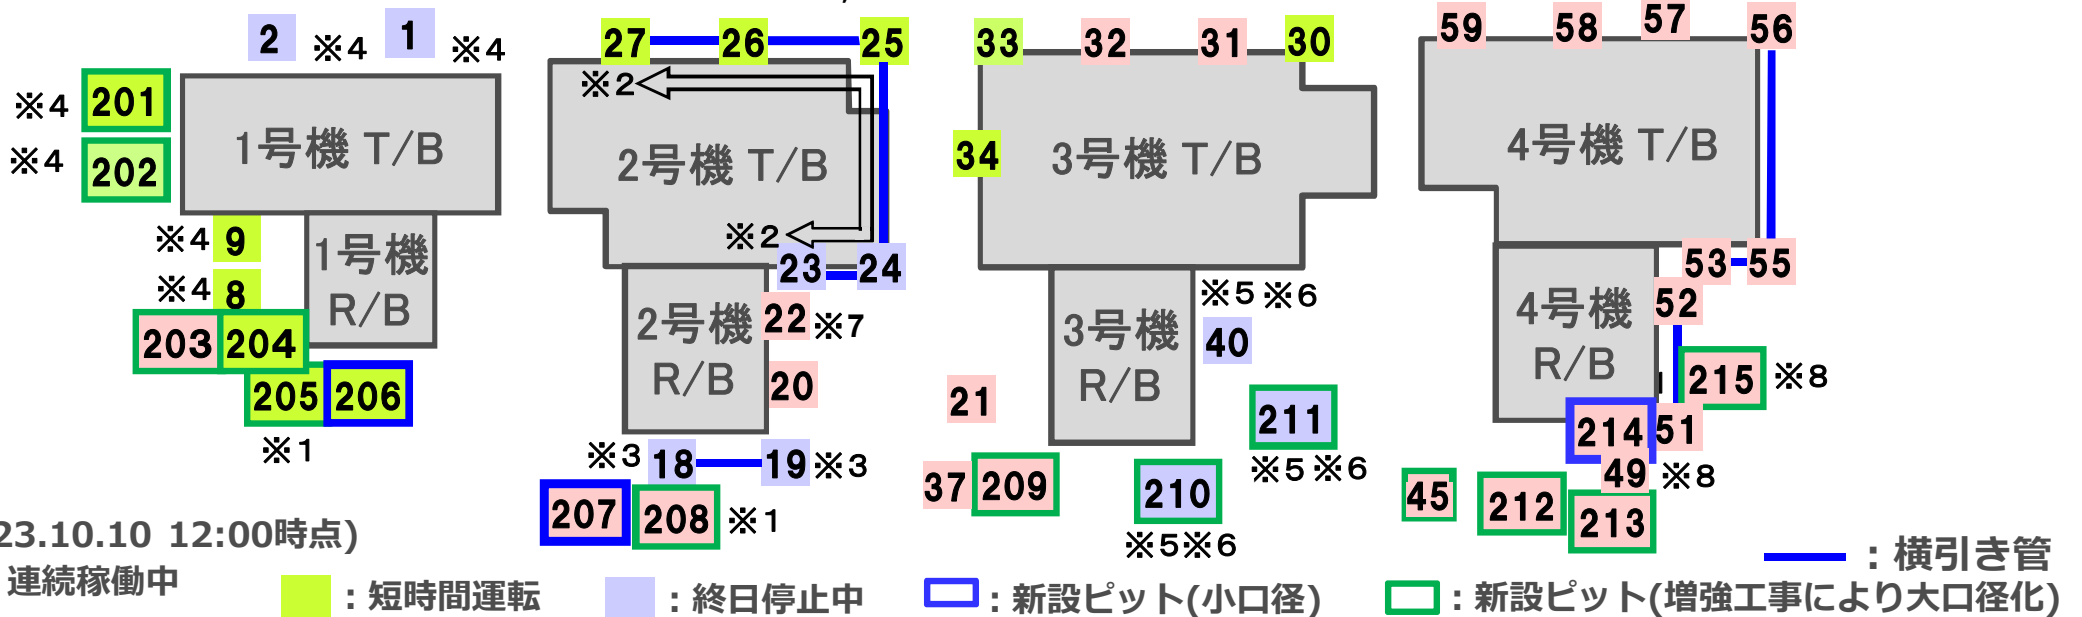 2 ※4 1 ※4
※4 201
※4 202
1号機 T/B
※4 9
※4 8
1号機
R/B
203 204
205 206
※1
27 26 25
※2
2号機 T/B
※2
23 24
2号機
R/B
22 ※7
20
※3 18 19 ※3
207 208 ※1
33 32 31 30
34
3号機 T/B
※5 ※6
40
3号機
R/B
21
211
※5 ※6
37 209
210
※5※6
59 58 57 56
4号機 T/B
53 55
52
4号機
R/B
215 ※8
214 51
49 ※8
45 212 213
23.10.10 12:00時点)
連続稼働中
:短時間運転
:終日停止中
:新設ピット(小口径)
:横引き管
:新設ピット(増強工事により大口径化)